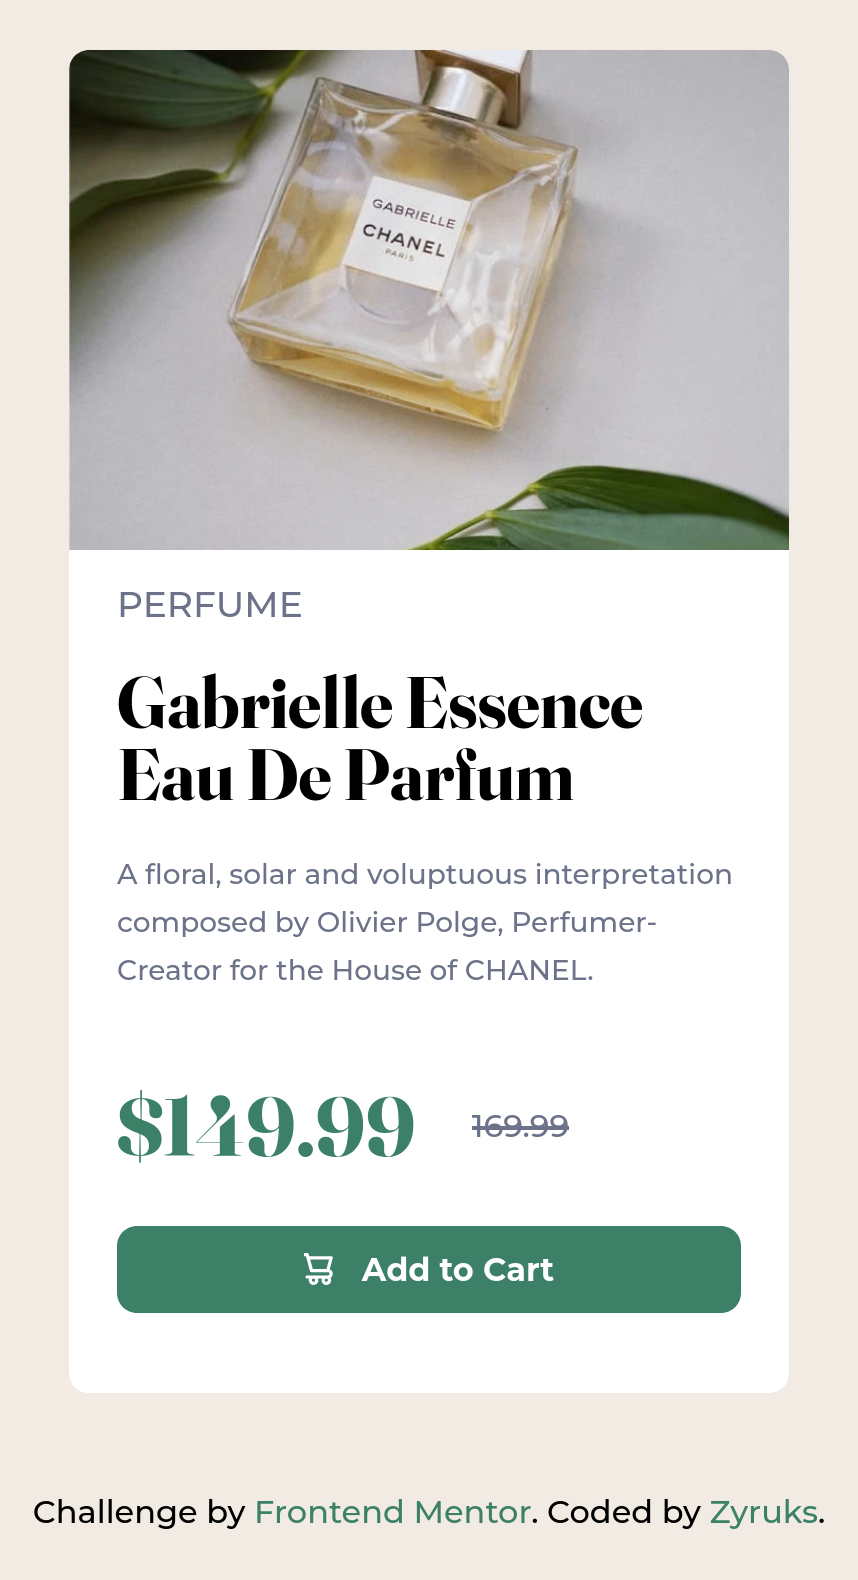 GABRIELLE
CHANEL
PARIS
PERFUME
Gabrielle Essence
Eau De Parfum
A floral, solar and voluptuous interpretation
composed by Olivier Polge, Perfumer-
Creator for the House of CHANEL.
$149.99 169.99
Add to Cart
Challenge by Frontend Mentor. Coded by Zyruks.